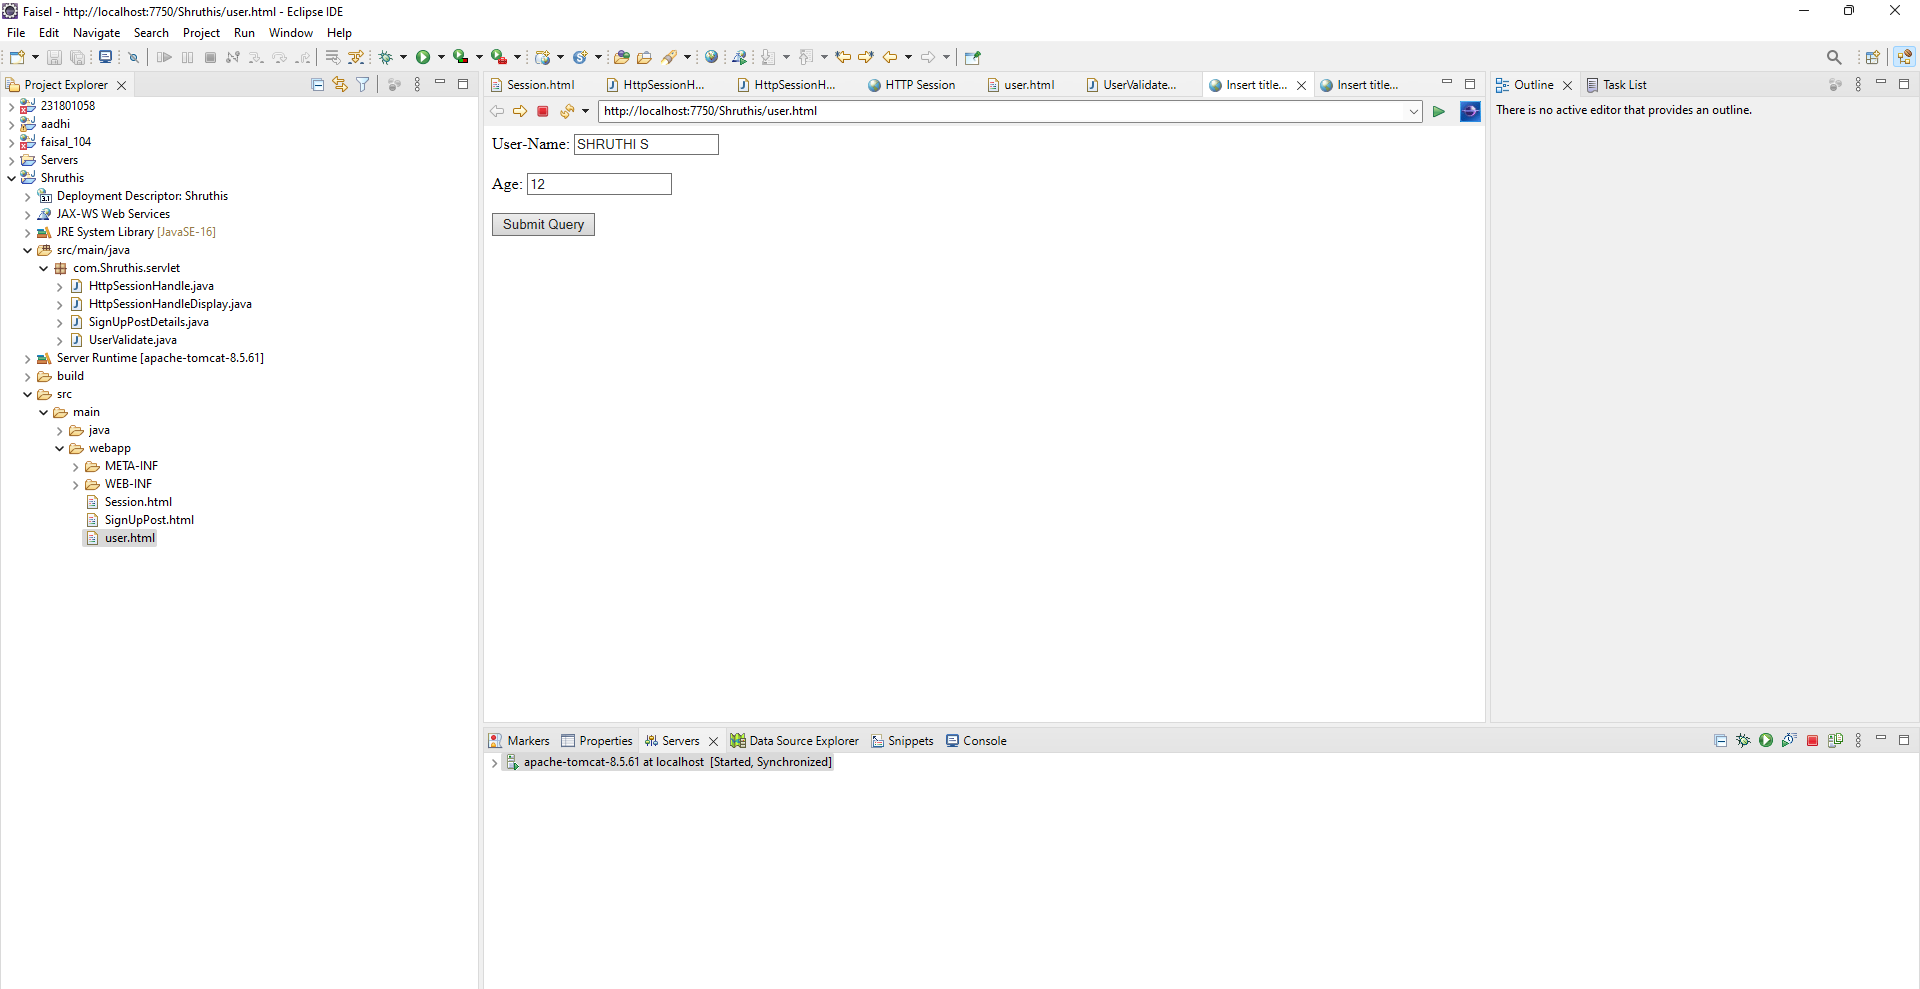 Faisel - http://localhost:7750/Shruthis/user.html - Eclipse IDE
File Edit Navigate Search Project Run Window Help
Project Explorer
231801058
aadhi
faisal_104
Servers
Shruthis
Deployment Descriptor: Shruthis
JAX-WS Web Services
JRE System Library [JavaSE-16]
src/main/java
com.Shruthis.servlet
HttpSessionHandle.java
HttpSessionHandleDisplay.java
SignUpPostDetails.java
UserValidate.java
Server Runtime [apache-tomcat-8.5.61]
build
src
main
java
webapp
META-INF
WEB-INF
Session.html
SignUpPost.html
user.html
Session.html HttpSessionH... HttpSessionH... HTTP Session user.html UserValidate... Insert title... Insert title...
http://localhost:7750/Shruthis/user.html
User-Name: SHRUTHI S
Age: 12
Submit Query
Outline Task List
There is no active editor that provides an outline.
Markers Properties Servers Data Source Explorer Snippets Console
apache-tomcat-8.5.61 at localhost [Started, Synchronized]